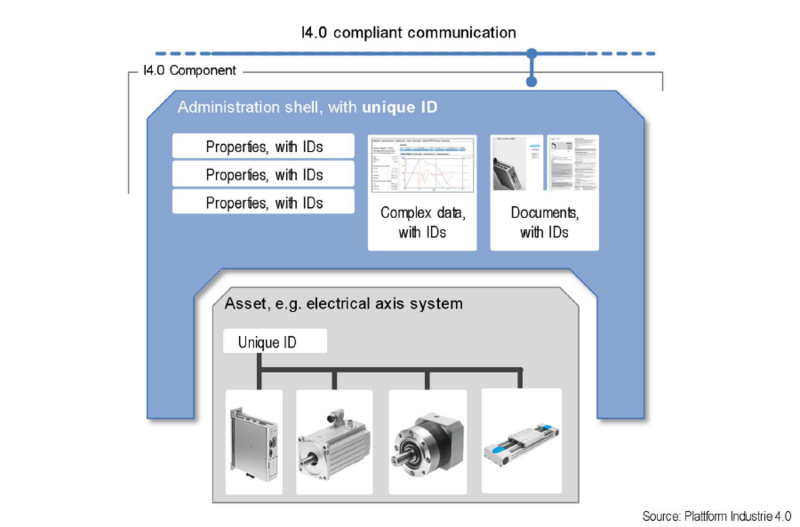 I4.0 compliant communication
I4.0 Component
Administration shell, with unique ID
Properties, with IDs
Properties, with IDs
Properties, with IDs
Complex data,
with IDs
Documents,
with IDs
Asset, e.g. electrical axis system
Unique ID
Source: Plattform Industrie 4.0